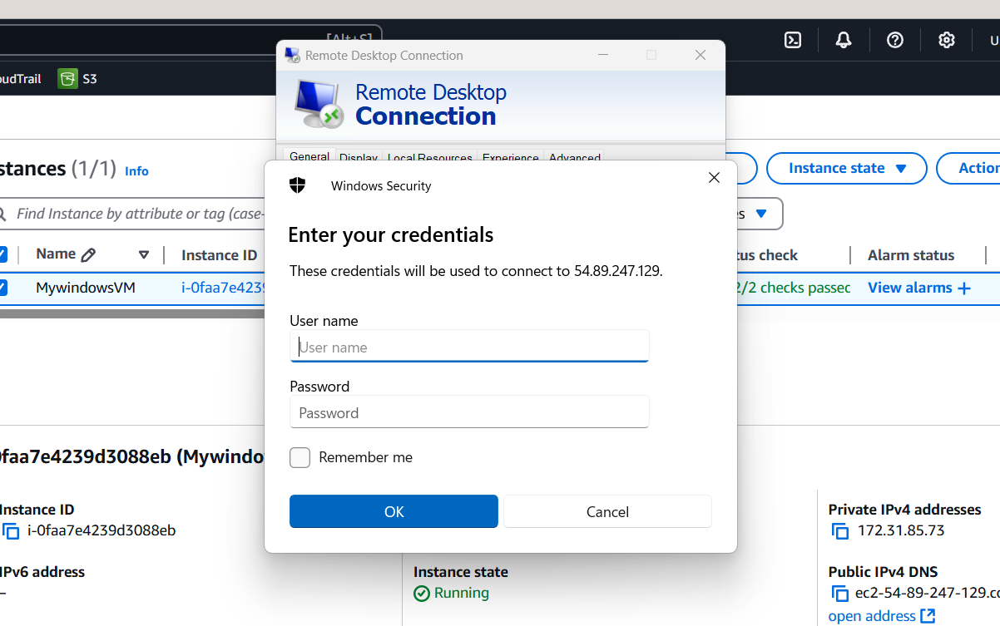 [Alt+S]
Remote Desktop Connection
oudTrail
S3
Remote Desktop
Connection
General Display Local Resources Experience Advanced
stances (1/1) Info
Instance state
Action
Windows Security
Find Instance by attribute or tag (case-
es
Enter your credentials
Name
Instance ID
tus check
Alarm status
These credentials will be used to connect to 54.89.247.129.
MywindowsVM
i-0faa7e4239
2/2 checks passec
View alarms +
User name
User name
Password
Password
Remember me
0faa7e4239d3088eb (Mywindo
OK
Cancel
Instance ID
i-0faa7e4239d3088eb
Private IPv4 addresses
172.31.85.73
IPv6 address
–
Instance state
Running
Public IPv4 DNS
ec2-54-89-247-129.co
open address